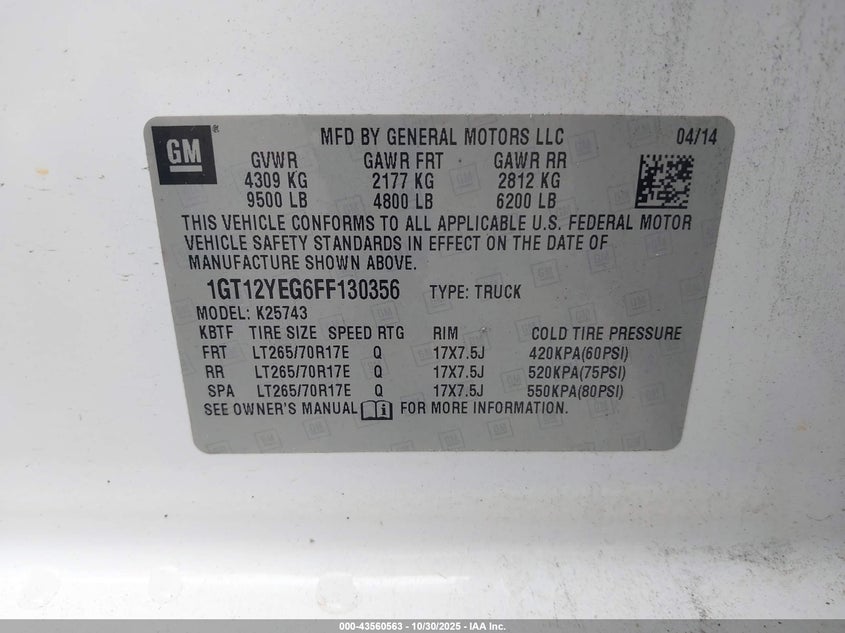 GM ®
MFD BY GENERAL MOTORS LLC 04/14
GVWR GAWR FRT GAWR RR
4309 KG 2177 KG 2812 KG
9500 LB 4800 LB 6200 LB
THIS VEHICLE CONFORMS TO ALL APPLICABLE U.S. FEDERAL MOTOR
VEHICLE SAFETY STANDARDS IN EFFECT ON THE DATE OF
MANUFACTURE SHOWN ABOVE.
1GT12YEG6FF130356 TYPE: TRUCK
MODEL: K25743
KBTF TIRE SIZE SPEED RTG RIM COLD TIRE PRESSURE
FRT LT265/70R17E Q 17X7.5J 420KPA(60PSI)
RR LT265/70R17E Q 17X7.5J 520KPA(75PSI)
SPA LT265/70R17E Q 17X7.5J 550KPA(80PSI)
SEE OWNER'S MANUAL i FOR MORE INFORMATION.
000-43560563 - 10/30/2025 - IAA Inc.